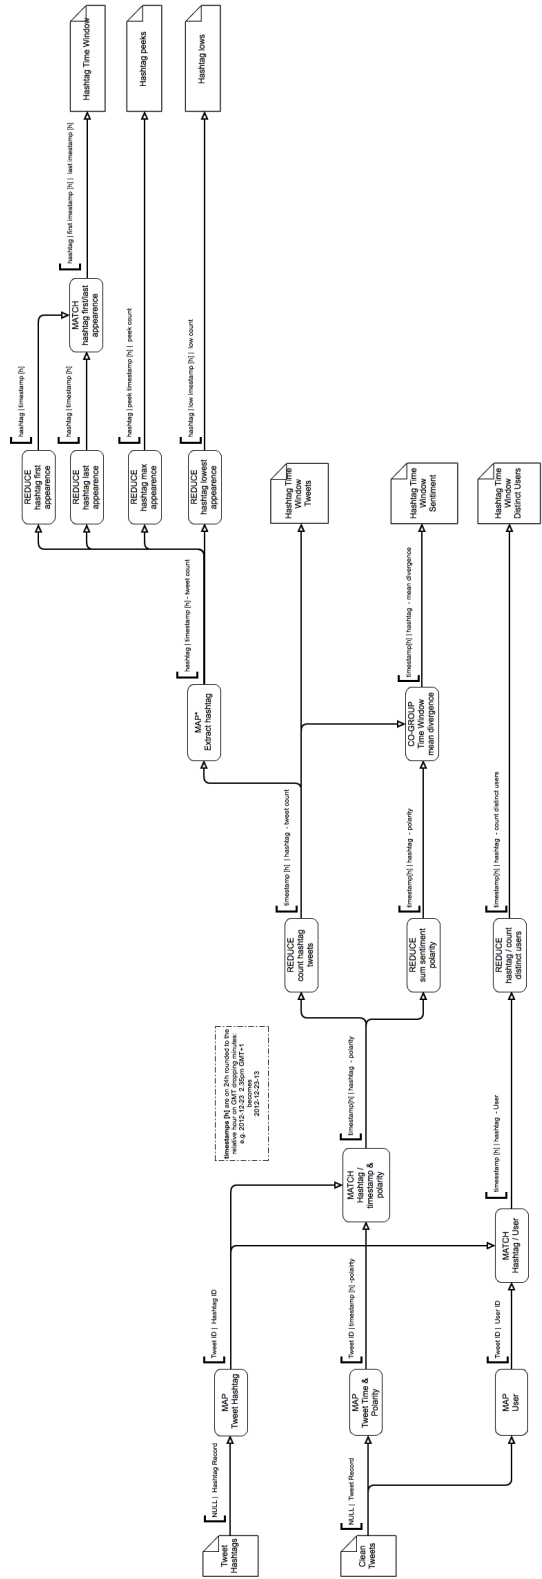 Tweet
Hashtags
NULL | Hashtag Record
MAP
Tweet Hashtag
Tweet ID | Hashtag ID
Clean
Tweets
NULL | Tweet Record
MAP
Tweet Time &
Polarity
Tweet ID | timestamp [h] -polairty
MAP
User
Tweet ID | User ID
MATCH
Hashtag / User
timesstamp [h] | hashtag - User
MATCH
Hashtag /
timestamp &
polarity
timestamp[h] | hashtag - polarity
timestamps [h] are on 24h rounded to the
relative hour on GMT dropping minutes:
e.g. 2012-12-23 2.35pm GMT+1
becomes
2012-12-23-13
REDUCE
count hashtag
tweets
timestamp [h] | hashtag - tweet count
REDUCE
sum sentiment
polarity
timestamp[h] | hashtag - polarity
REDUCE
hashtag / count
distinct users
timestamp[h] | hashtag - count distinct users
MAP*
Extract hashtag
hashtag | timestamp [h] - tweet count
CO-GROUP
Time Window
mean divergence
timestamp[h] | hashtag - mean divergence
REDUCE
hashtag first
appearence
hashtag | timestamp [h]
REDUCE
hashtag last
appearence
hashtag | timestamp [h]
REDUCE
hashtag max
appearence
hashtag | peek timestamp [h] | peek count
REDUCE
hashtag lowest
appearence
hashtag | low imestamp [h] | low count
Hashtag Time
Window
Tweets
Hashtag Time
Window
Sentiment
Hashtag Time
Window
Distinct Users
MATCH
hashtag first/last
appearence
hashtag | first imestamp [h] | last imestamp [h]
Hashtag Time Window
Hashtag peeks
Hashtag lows